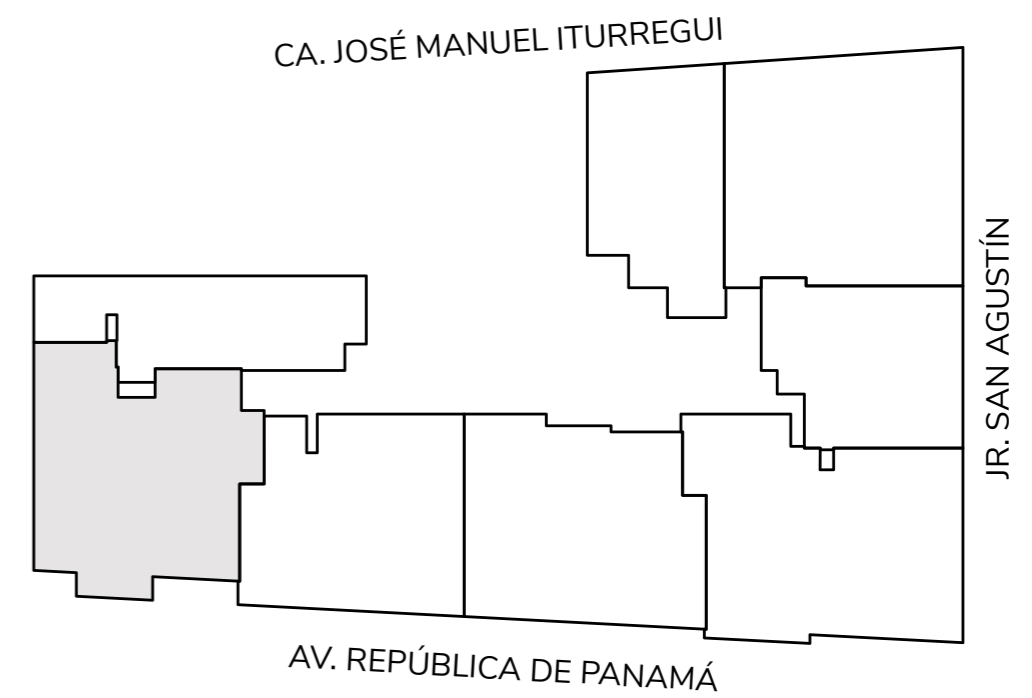 CA. JOSÉ MANUEL ITURREGUI
JR. SAN AGUSTÍN
AV. REPÚBLICA DE PANAMÁ